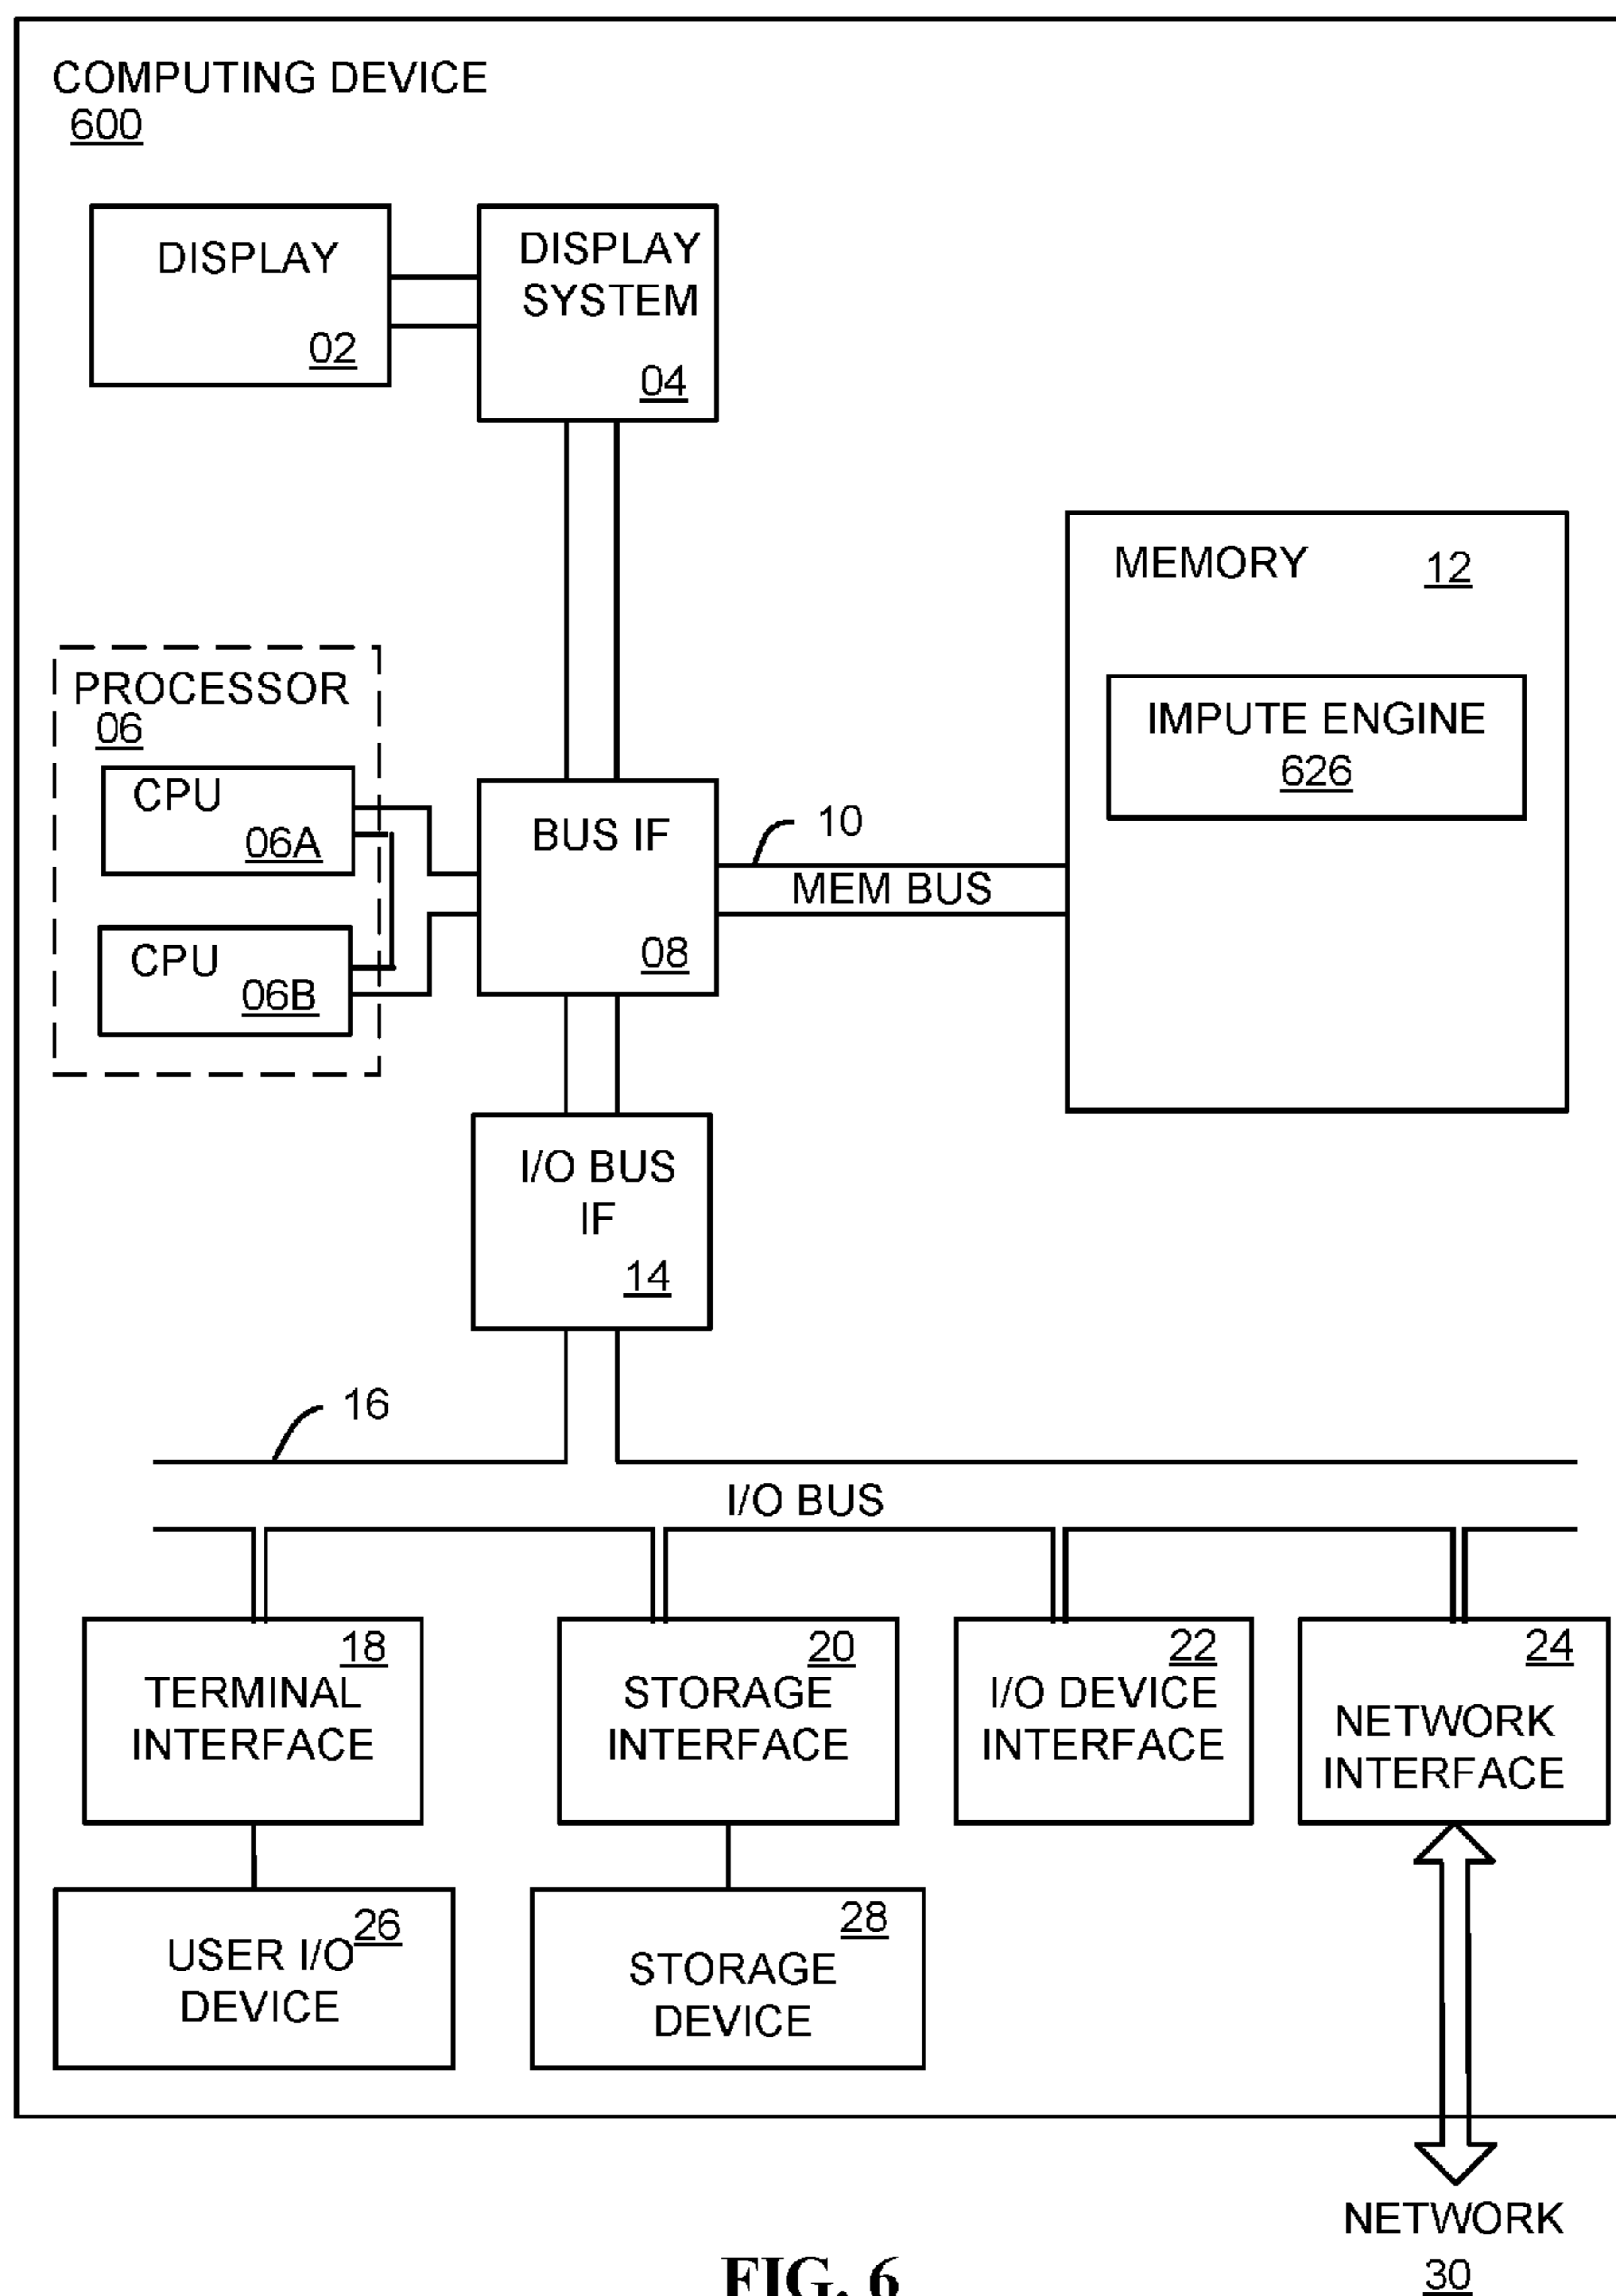 COMPUTING DEVICE
600
DISPLAY
02
DISPLAY
SYSTEM
04
MEMORY 12
IMPUTE ENGINE
626
PROCESSOR
06
CPU
06A
CPU
06B
BUS IF
08
10
MEM BUS
I/O BUS
IF
14
16
I/O BUS
18
TERMINAL
INTERFACE
20
STORAGE
INTERFACE
22
I/O DEVICE
INTERFACE
24
NETWORK
INTERFACE
26
USER I/O
DEVICE
28
STORAGE
DEVICE
NETWORK
30
FIG. 6